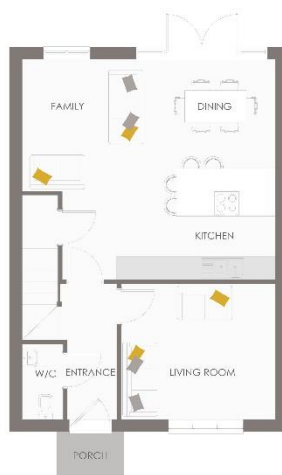 FAMILY
DINING
KITCHEN
W/C
ENTRANCE
LIVING ROOM
PORCH